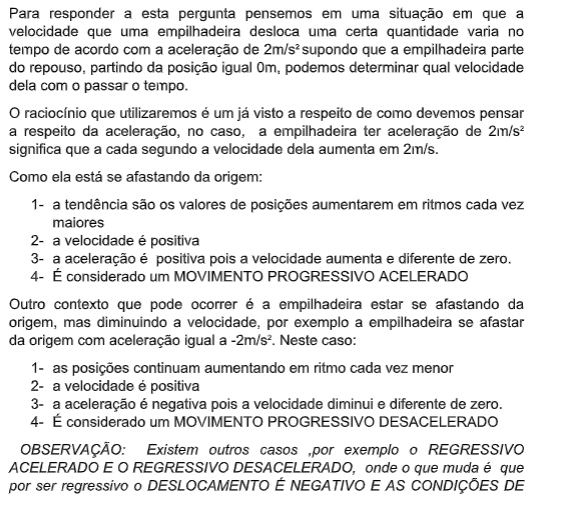 Para responder a esta pergunta pensemos em uma situação em que a
velocidade que uma empilhadeira desloca uma certa quantidade varia no
tempo de acordo com a aceleração de 2m/s² supondo que a empilhadeira parte
do repouso, partindo da posição igual 0m, podemos determinar qual velocidade
dela com o passar o tempo.
O raciocínio que utilizaremos é um já visto a respeito de como devemos pensar
a respeito da aceleração, no caso, a empilhadeira ter aceleração de 2m/s²
significa que a cada segundo a velocidade dela aumenta em 2m/s.
Como ela está se afastando da origem:
1- a tendência são os valores de posições aumentarem em ritmos cada vez
maiores
2- a velocidade é positiva
3- a aceleração é positiva pois a velocidade aumenta e diferente de zero.
4- É considerado um MOVIMENTO PROGRESSIVO ACELERADO
Outro contexto que pode ocorrer é a empilhadeira estar se afastando da
origem, mas diminuindo a velocidade, por exemplo a empilhadeira se afastar
da origem com aceleração igual a -2m/s². Neste caso:
1- as posições continuam aumentando em ritmo cada vez menor
2- a velocidade é positiva
3- a aceleração é negativa pois a velocidade diminui e diferente de zero.
4- É considerado um MOVIMENTO PROGRESSIVO DESACELERADO
OBSERVAÇÃO: Existem outros casos ,por exemplo o REGRESSIVO
ACELERADO E O REGRESSIVO DESACELERADO, onde o que muda é que
por ser regressivo o DESLOCAMENTO É NEGATIVO E AS CONDIÇÕES DE